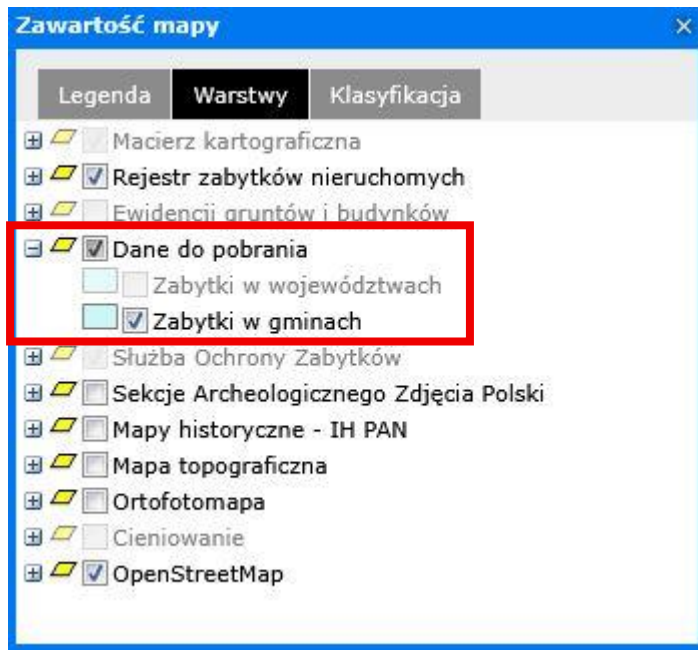 Zawartość mapy
Legenda Warstwy Klasyfikacja
Macierz kartograficzna
Rejestr zabytków nieruchomych
Ewidencji gruntów i budynków
Dane do pobrania
Zabytki w województwach
Zabytki w gminach
Służba Ochrony Zabytków
Sekcje Archeologicznego Zdjęcia Polski
Mapy historyczne - IH PAN
Mapa topograficzna
Ortofotomapa
Cieniowanie
OpenStreetMap